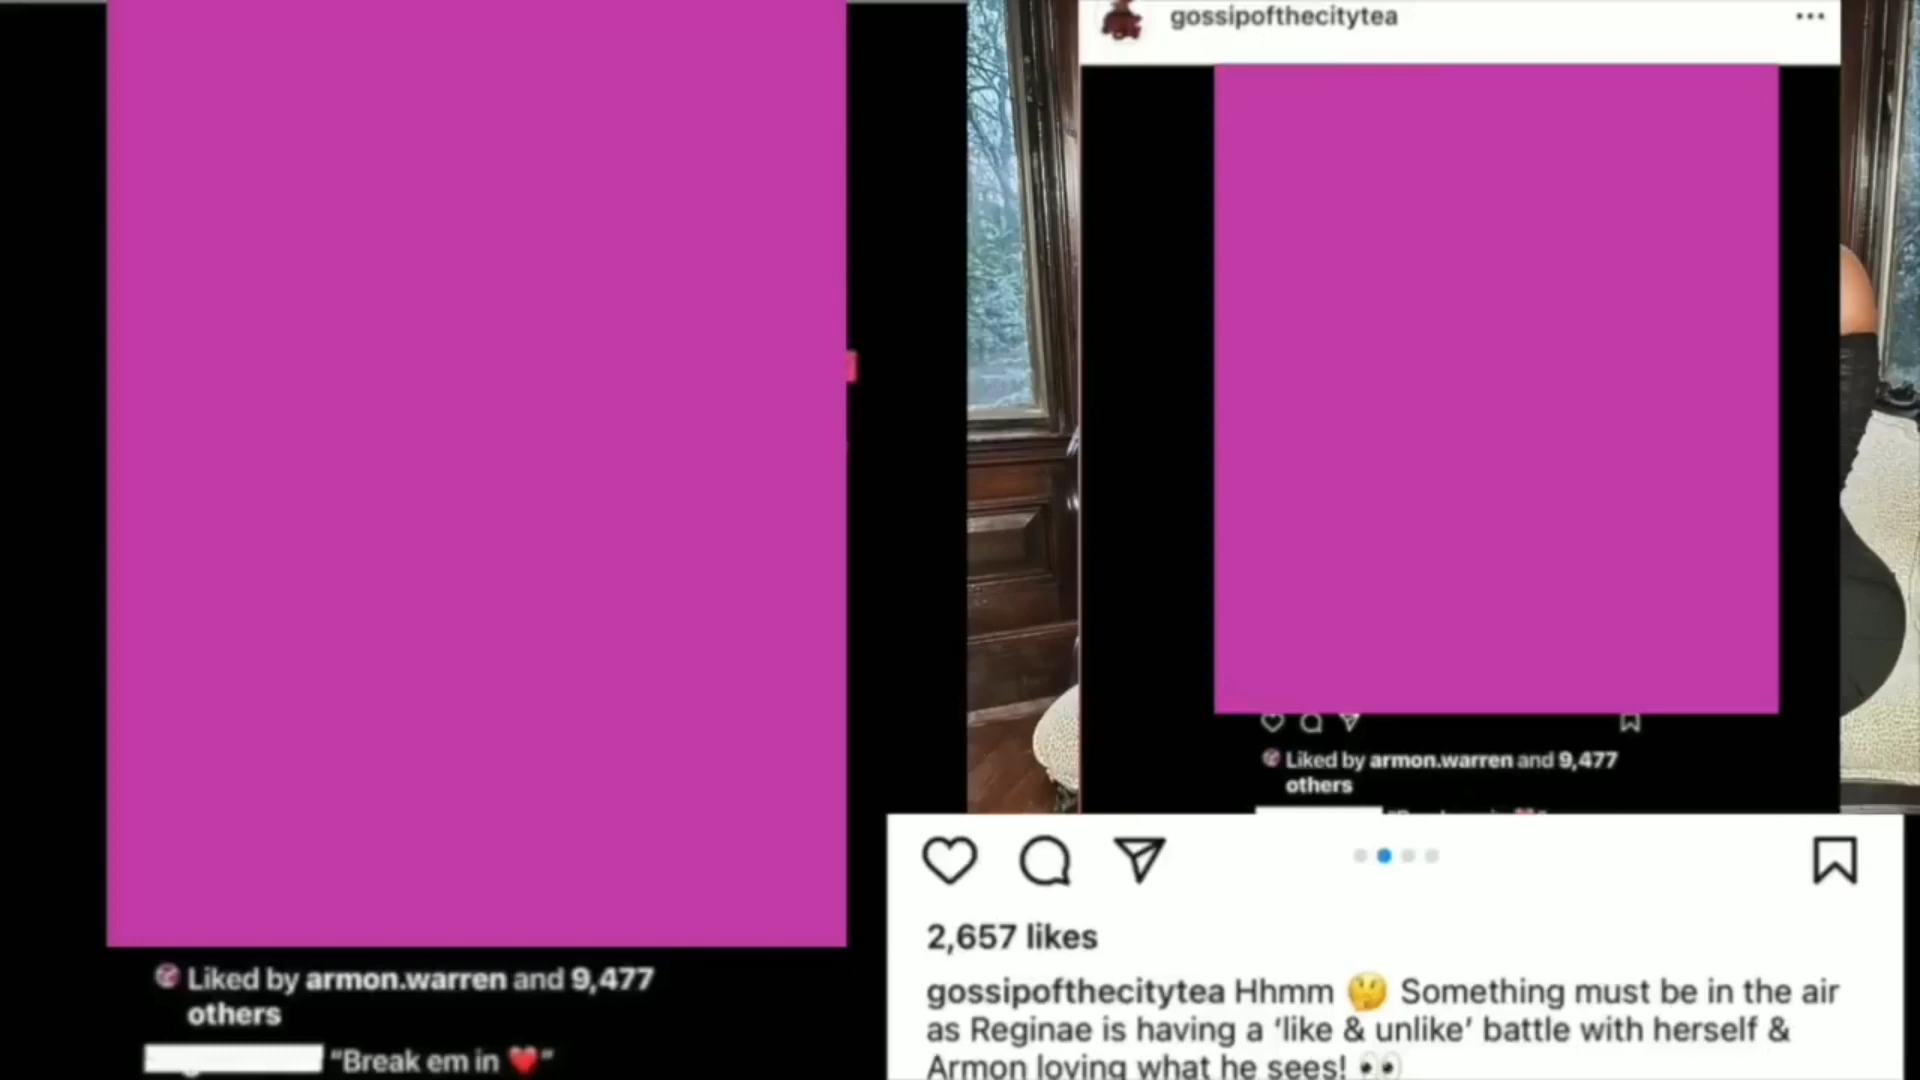 Liked by armon.warren and 9,477
others
"Break em in ❤️"
gossipofthecitytea
Liked by armon.warren and 9,477
others
2,657 likes
gossipofthecitytea Hhmm 🤔 Something must be in the air
as Reginae is having a ‘like & unlike’ battle with herself &
Armon loving what he sees! 👀